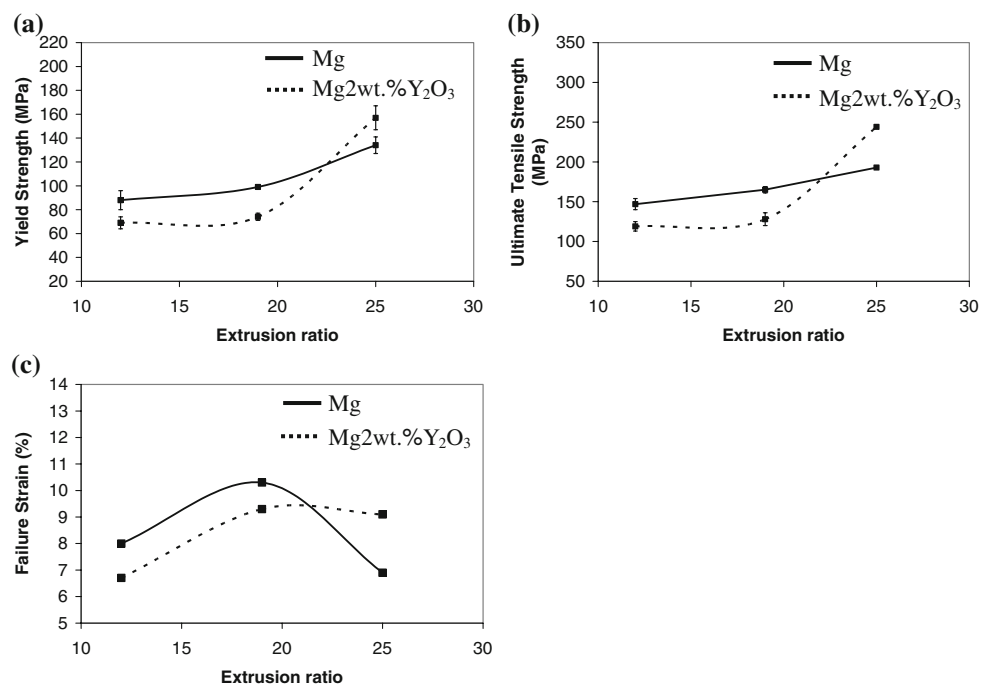 (a)
220
200
180
160
140
120
100
80
60
40
20
Yield Strength (MPa)
Mg
Mg2wt.%Y₂O₃
10 15 20 25 30
Extrusion ratio
(b)
350
300
250
200
150
100
50
Ultimate Tensile Strength
(MPa)
Mg
Mg2wt.%Y₂O₃
10 15 20 25 30
Extrusion ratio
(c)
14
13
12
11
10
9
8
7
6
5
Failure Strain (%)
Mg
Mg2wt.%Y₂O₃
10 15 20 25 30
Extrusion ratio